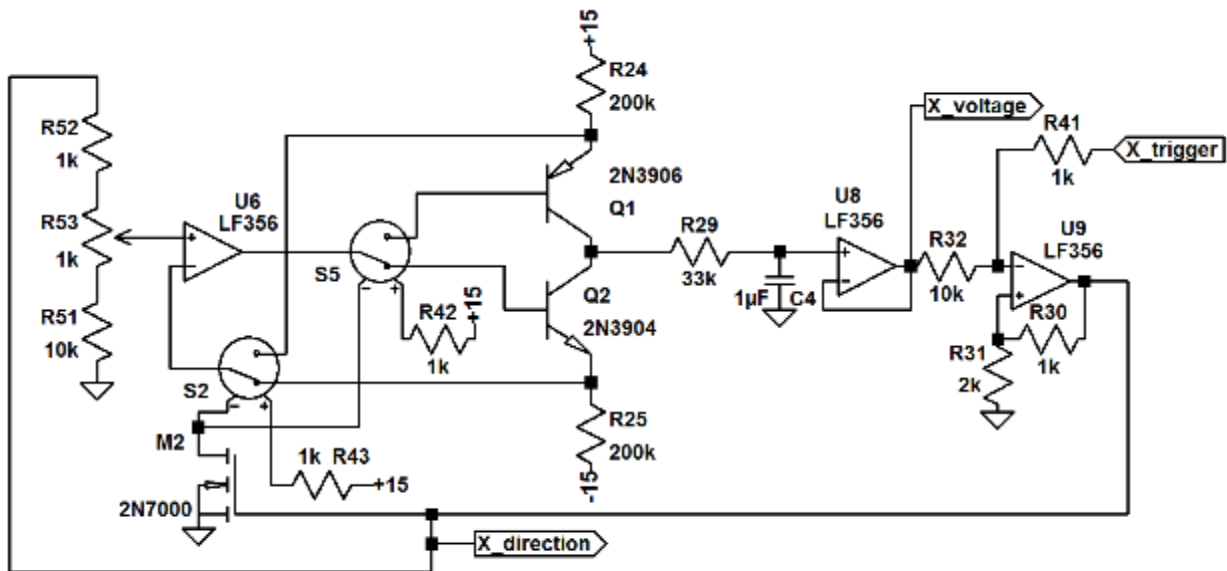 +15
R24
200k
X_voltage
R41
X_trigger
1k
R52
1k
2N3906
Q1
U6
LF356
R53
1k
+
-
S5
- +
R29
33k
U8
LF356
+
-
U9
LF356
R32
10k
-
+
R51
10k
R42
+15
1k
Q2
2N3904
1µF
C4
R30
1k
R31
2k
S2
- +
R25
200k
M2
1k R43
+15
-15
2N7000
X_direction